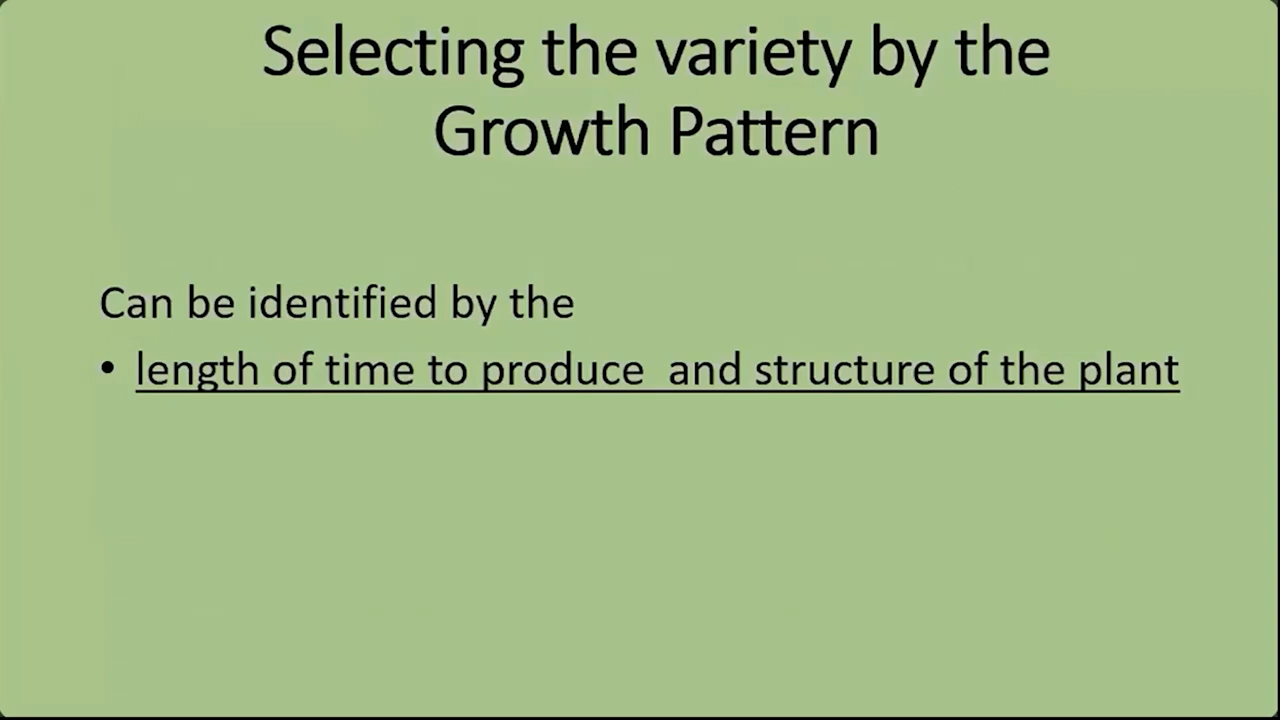 Selecting the variety by the
Growth Pattern
Can be identified by the
• length of time to produce  and structure of the plant